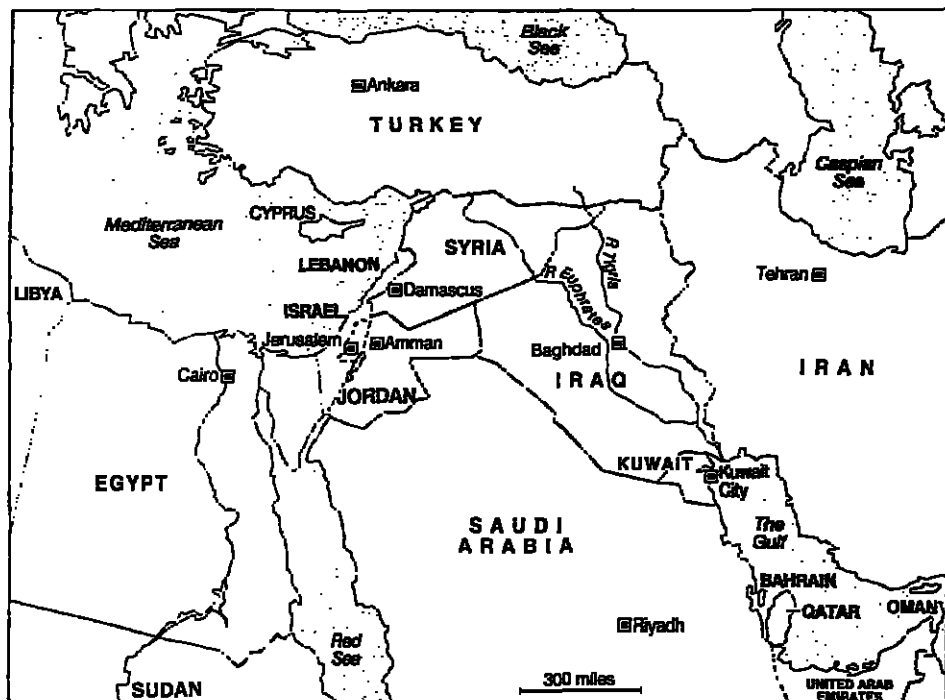 Black
Sea
Ankara
TURKEY
Caspian
Sea
CYPRUS
Mediterranean
Sea
SYRIA
R Tigris
LEBANON
R Euphrates
Tehran
LIBYA
Damascus
ISRAEL
Jerusalem
Amman
Baghdad
Cairo
IRAN
IRAQ
JORDAN
KUWAIT
Kuwait
City
EGYPT
SAUDI
ARABIA
The
Gulf
BAHRAIN
QATAR
OMAN
Riyadh
Red
Sea
300 miles
SUDAN
UNITED ARAB
EMIRATES